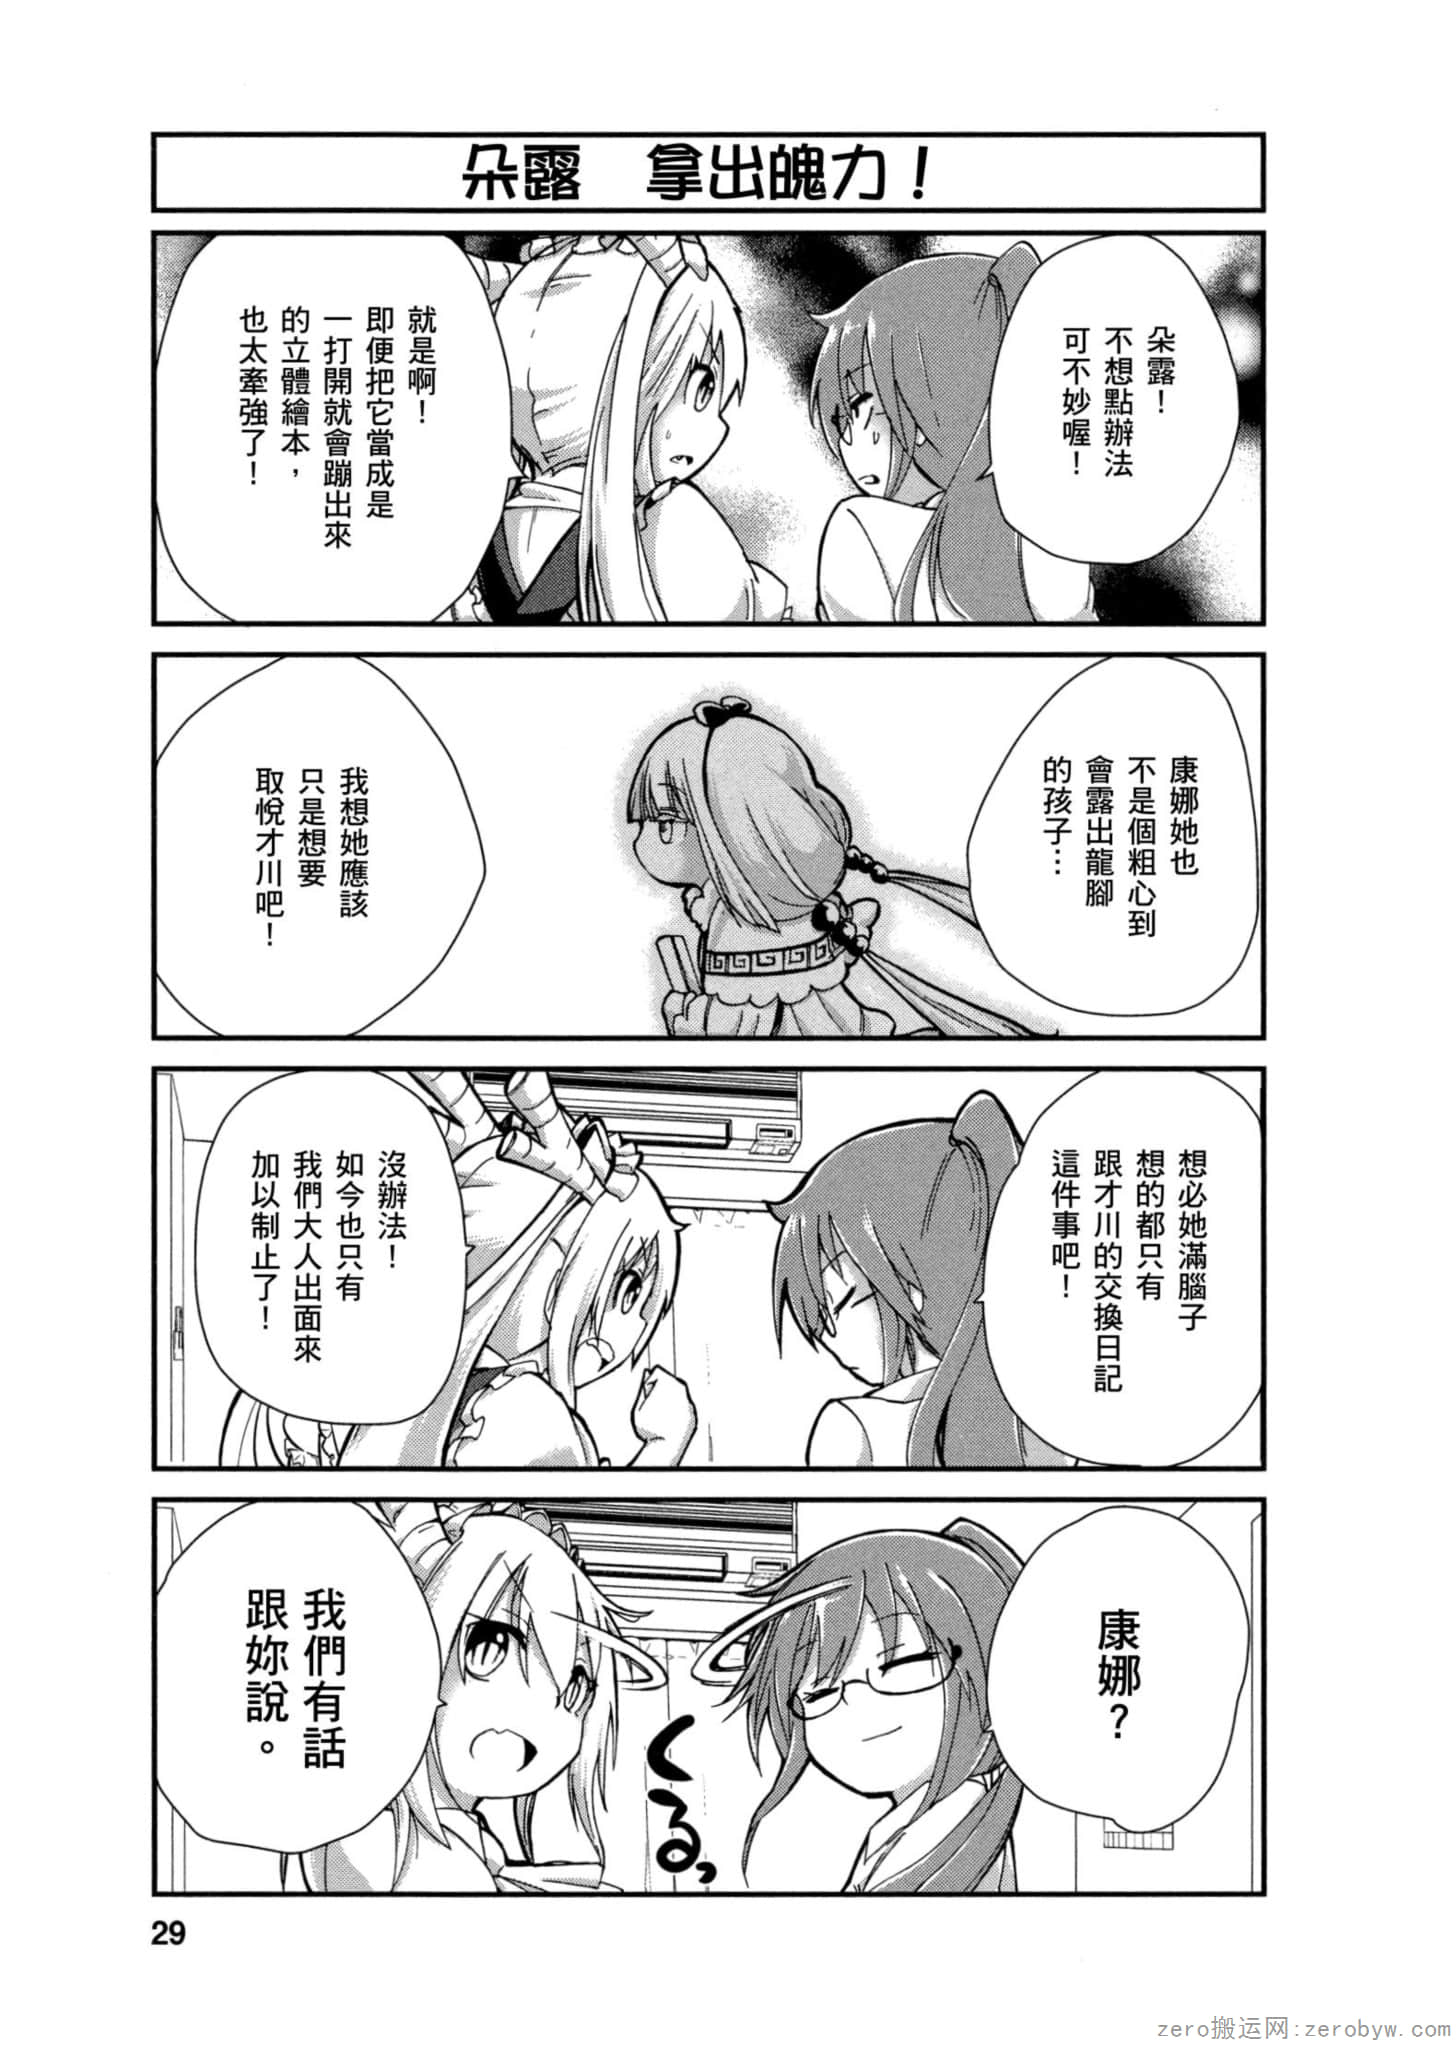 朵露　拿出魄力！
朵露！
不想點辦法
可不妙喔！
就是啊！
即便把它當成是
一打開就會蹦出來
的立體繪本，
也太牽強了！
康娜她也
不是個粗心到
會露出龍腳
的孩子…
我想她應該
只是想要
取悅才川吧！
想必她滿腦子
想的都只有
跟才川的交換日記
這件事吧！
沒辦法！
如今也只有
我們大人出面來
加以制止了！
康娜？
くるっ
我們有話
跟妳說。
29
zero搬运网:zerobyw.com